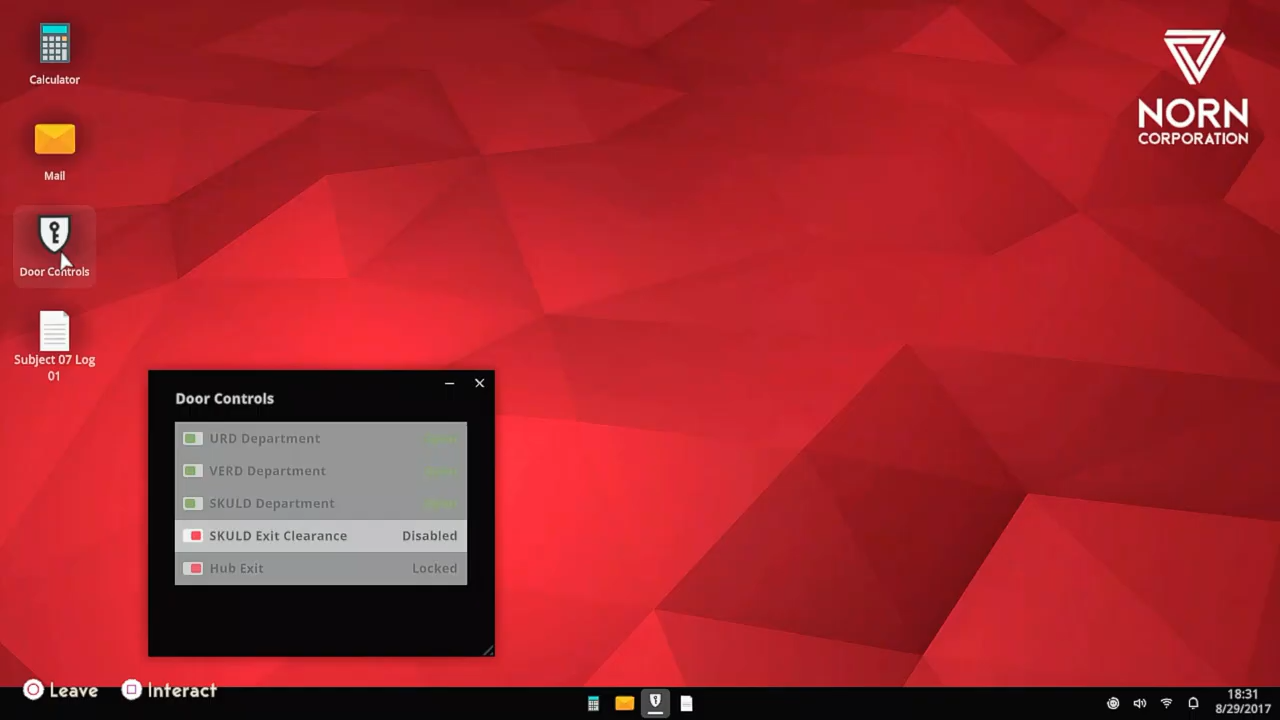 Calculator
Mail
Door Controls
Subject 07 Log
01
NORN
CORPORATION
Door Controls
URD Department
VERD Department
SKULD Department
SKULD Exit Clearance Disabled
Hub Exit Locked
Leave Interact
18:31
8/29/2017